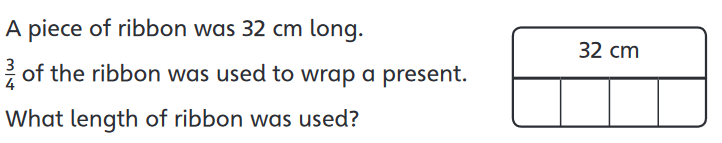 A piece of ribbon was 32 cm long.
3/4 of the ribbon was used to wrap a present.
What length of ribbon was used?
32 cm